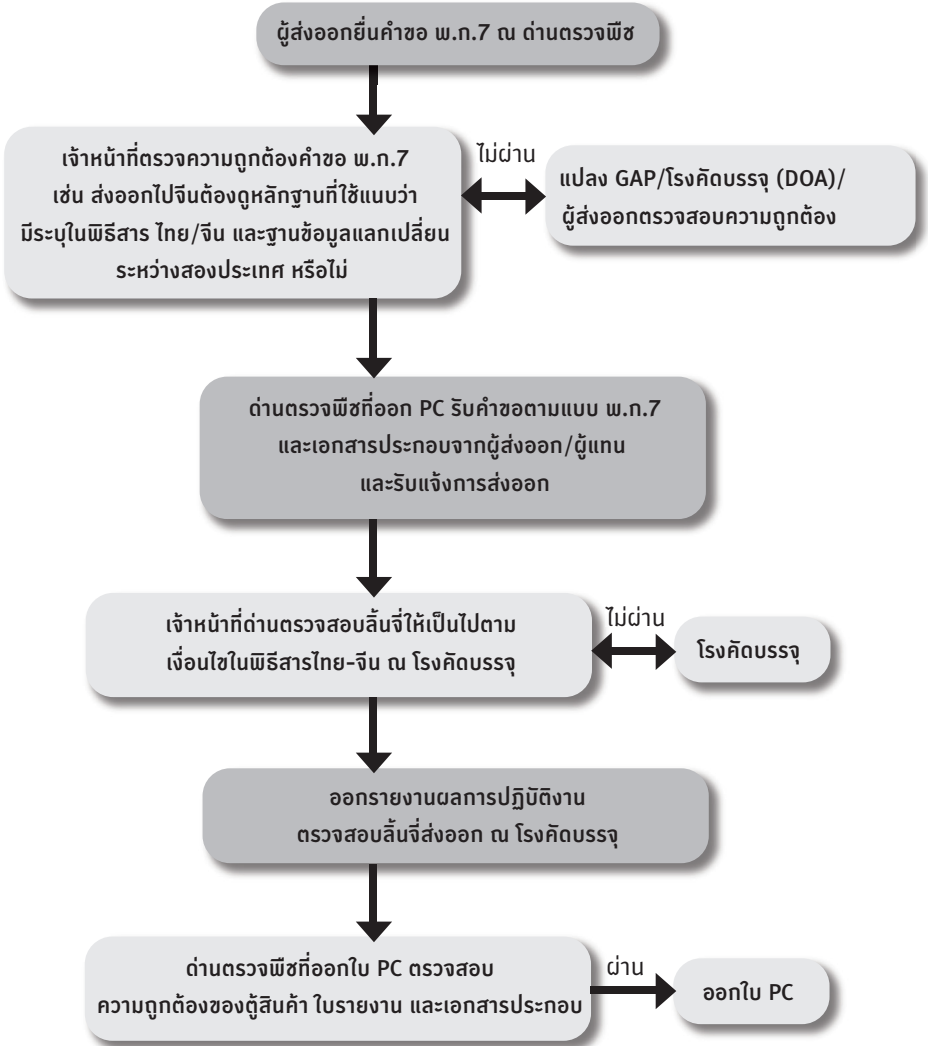 ผู้ส่งออกยื่นคำขอ พ.ก.7 ณ ด่านตรวจพืช
เจ้าหน้าที่ตรวจความถูกต้องคำขอ พ.ก.7
เช่น ส่งออกไปจีนต้องดูหลักฐานที่ใช้แนบว่า
มีระบุในพิธีสาร ไทย/จีน และฐานข้อมูลแลกเปลี่ยน
ระหว่างสองประเทศ หรือไม่
ไม่ผ่าน
แปลง GAP/โรงคัดบรรจุ (DOA)/
ผู้ส่งออกตรวจสอบความถูกต้อง
ด่านตรวจพืชที่ออก PC รับคำขอตามแบบ พ.ก.7
และเอกสารประกอบจากผู้ส่งออก/ผู้แทน
และรับแจ้งการส่งออก
เจ้าหน้าที่ด่านตรวจสอบลิ้นจี่ให้เป็นไปตาม
เงื่อนไขในพิธีสารไทย-จีน ณ โรงคัดบรรจุ
ไม่ผ่าน
โรงคัดบรรจุ
ออกรายงานผลการปฏิบัติงาน
ตรวจสอบลิ้นจี่ส่งออก ณ โรงคัดบรรจุ
ด่านตรวจพืชที่ออกใบ PC ตรวจสอบ
ความถูกต้องของตู้สินค้า ใบรายงาน และเอกสารประกอบ
ผ่าน
ออกใบ PC